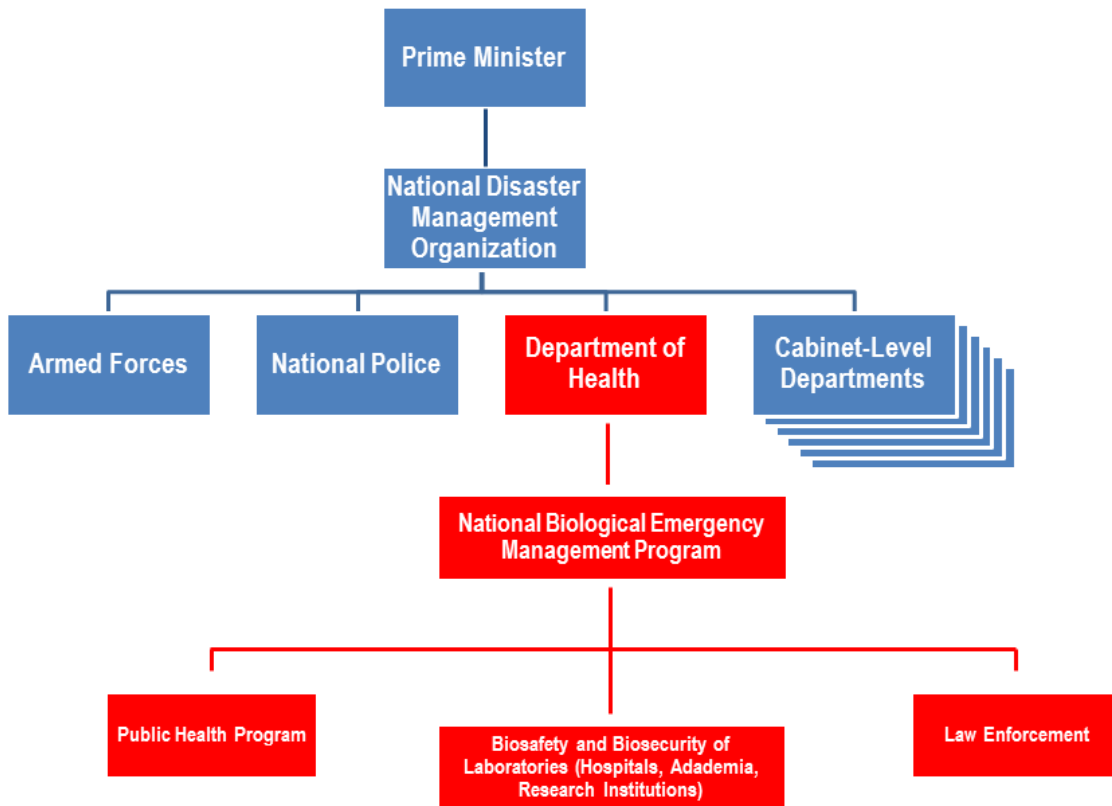 Prime Minister
National Disaster
Management
Organization
Armed Forces
National Police
Department of
Health
Cabinet-Level
Departments
National Biological Emergency
Management Program
Public Health Program
Biosafety and Biosecurity of
Laboratories (Hospitals, Adademia,
Research Institutions)
Law Enforcement